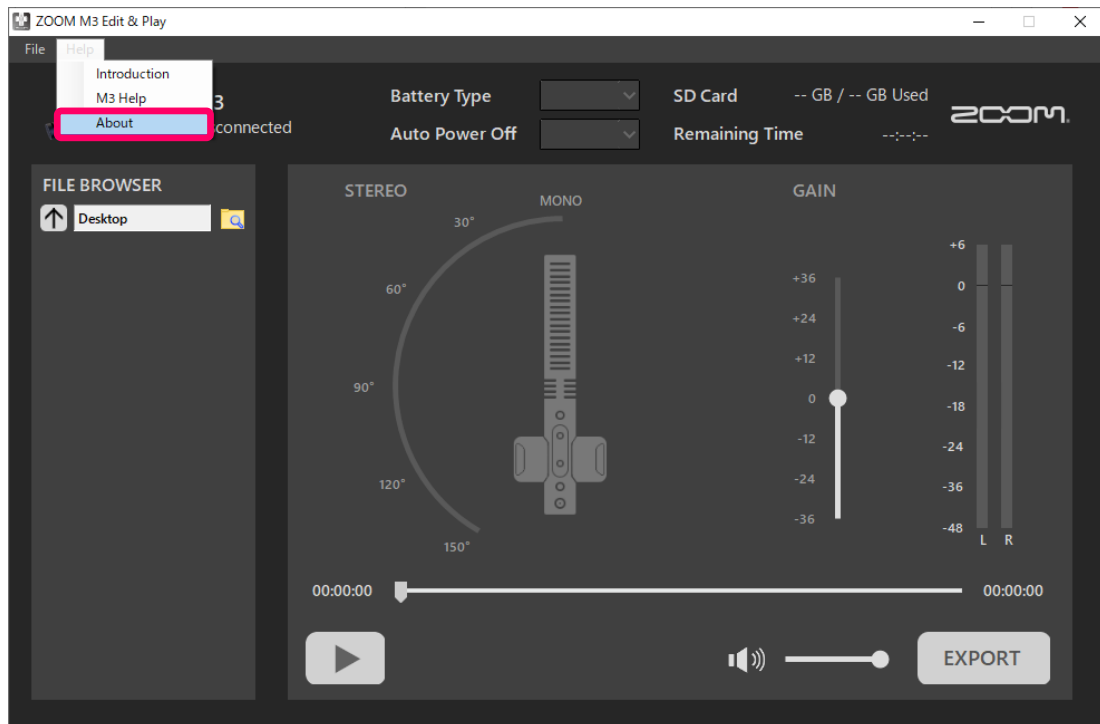 ZOOM M3 Edit & Play
File Help
Introduction
M3 Help
About
3
connected
Battery Type
Auto Power Off
SD Card -- GB / -- GB Used
Remaining Time --:--:--
ZOOM
FILE BROWSER
Desktop
STEREO
MONO
30°
60°
90°
120°
150°
GAIN
+36
+24
+12
0
-12
-24
-36
+6
0
-6
-12
-18
-24
-36
-48
L R
00:00:00
00:00:00
EXPORT